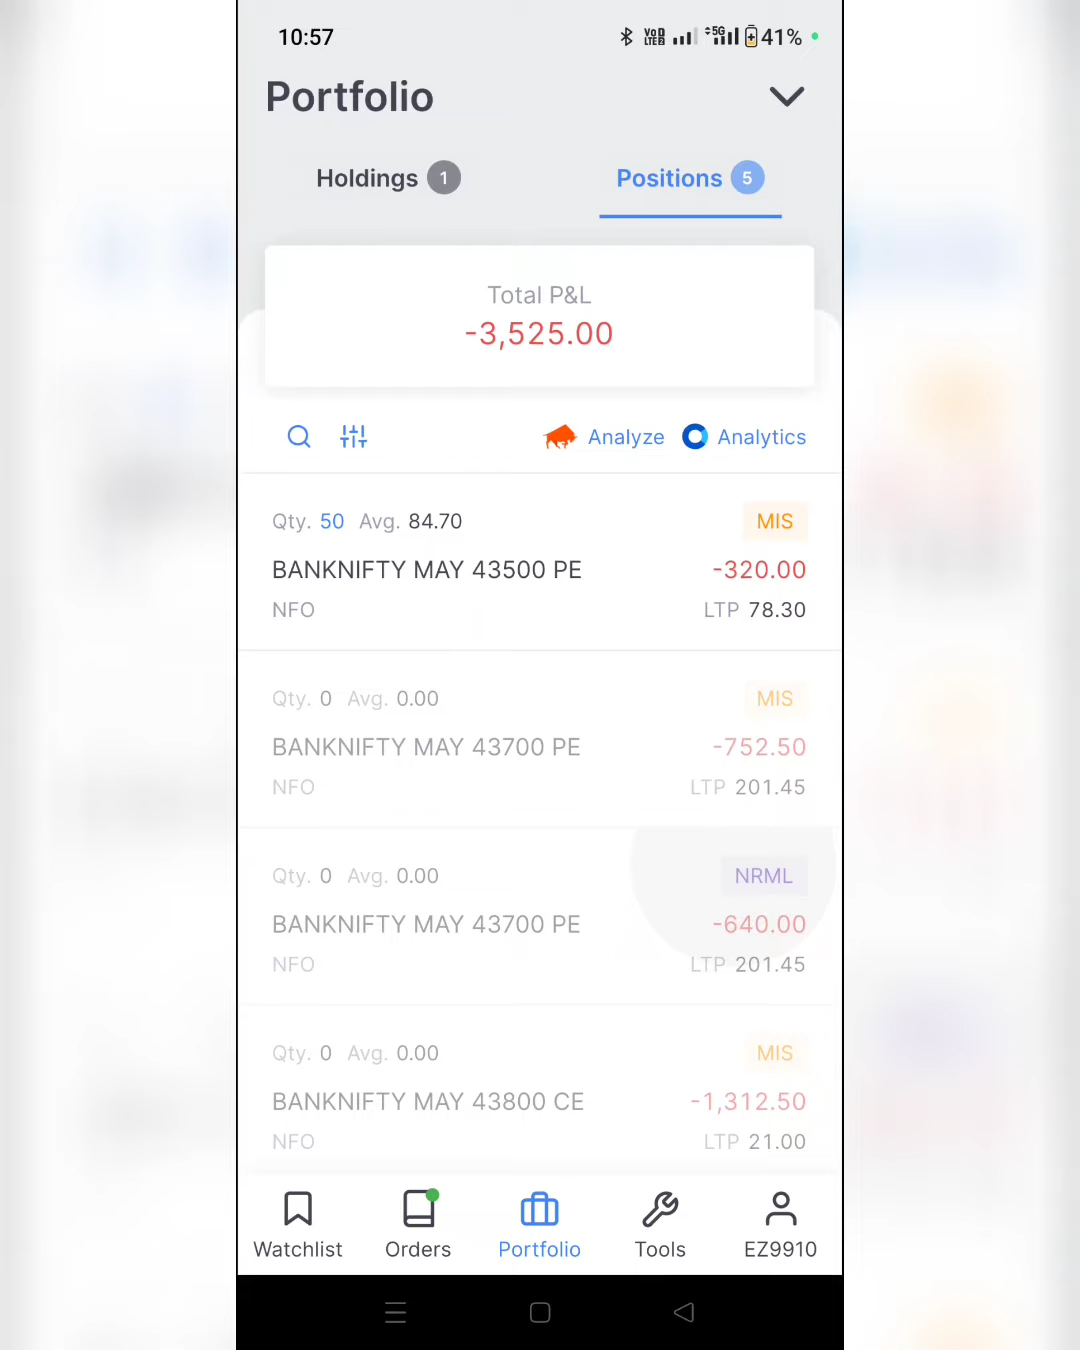 10:57 VoD LTE2 5G 41%
Portfolio
Holdings 1 Positions 5
Total P&L
-3,525.00
Analyze Analytics
Qty. 50 Avg. 84.70 MIS
BANKNIFTY MAY 43500 PE -320.00
NFO LTP 78.30
Qty. 0 Avg. 0.00 MIS
BANKNIFTY MAY 43700 PE -752.50
NFO LTP 201.45
Qty. 0 Avg. 0.00 NRML
BANKNIFTY MAY 43700 PE -640.00
NFO LTP 201.45
Qty. 0 Avg. 0.00 MIS
BANKNIFTY MAY 43800 CE -1,312.50
NFO LTP 21.00
Watchlist Orders Portfolio Tools EZ9910